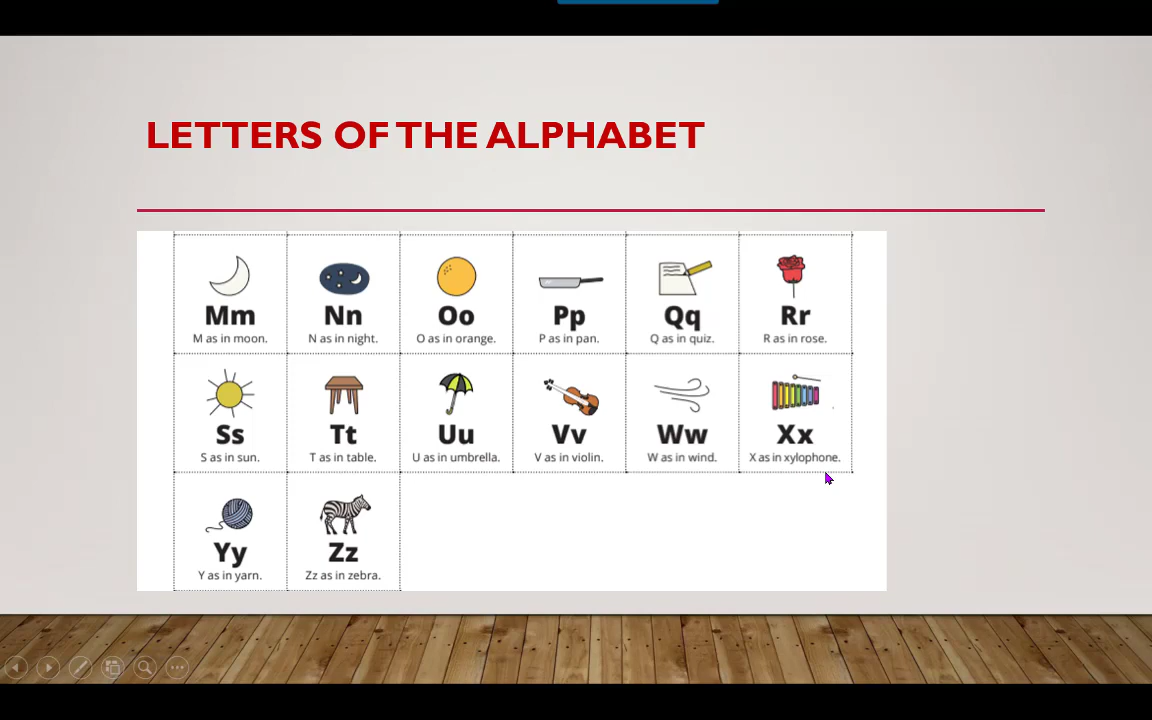 LETTERS OF THE ALPHABET
Mm Nn Oo Pp Qq Rr
M as in moon. N as in night. O as in orange. P as in pan. Q as in quiz. R as in rose.
Ss Tt Uu Vv Ww Xx
S as in sun. T as in table. U as in umbrella. V as in violin. W as in wind. X as in xylophone.
Yy Zz
Y as in yarn. Zz as in zebra.